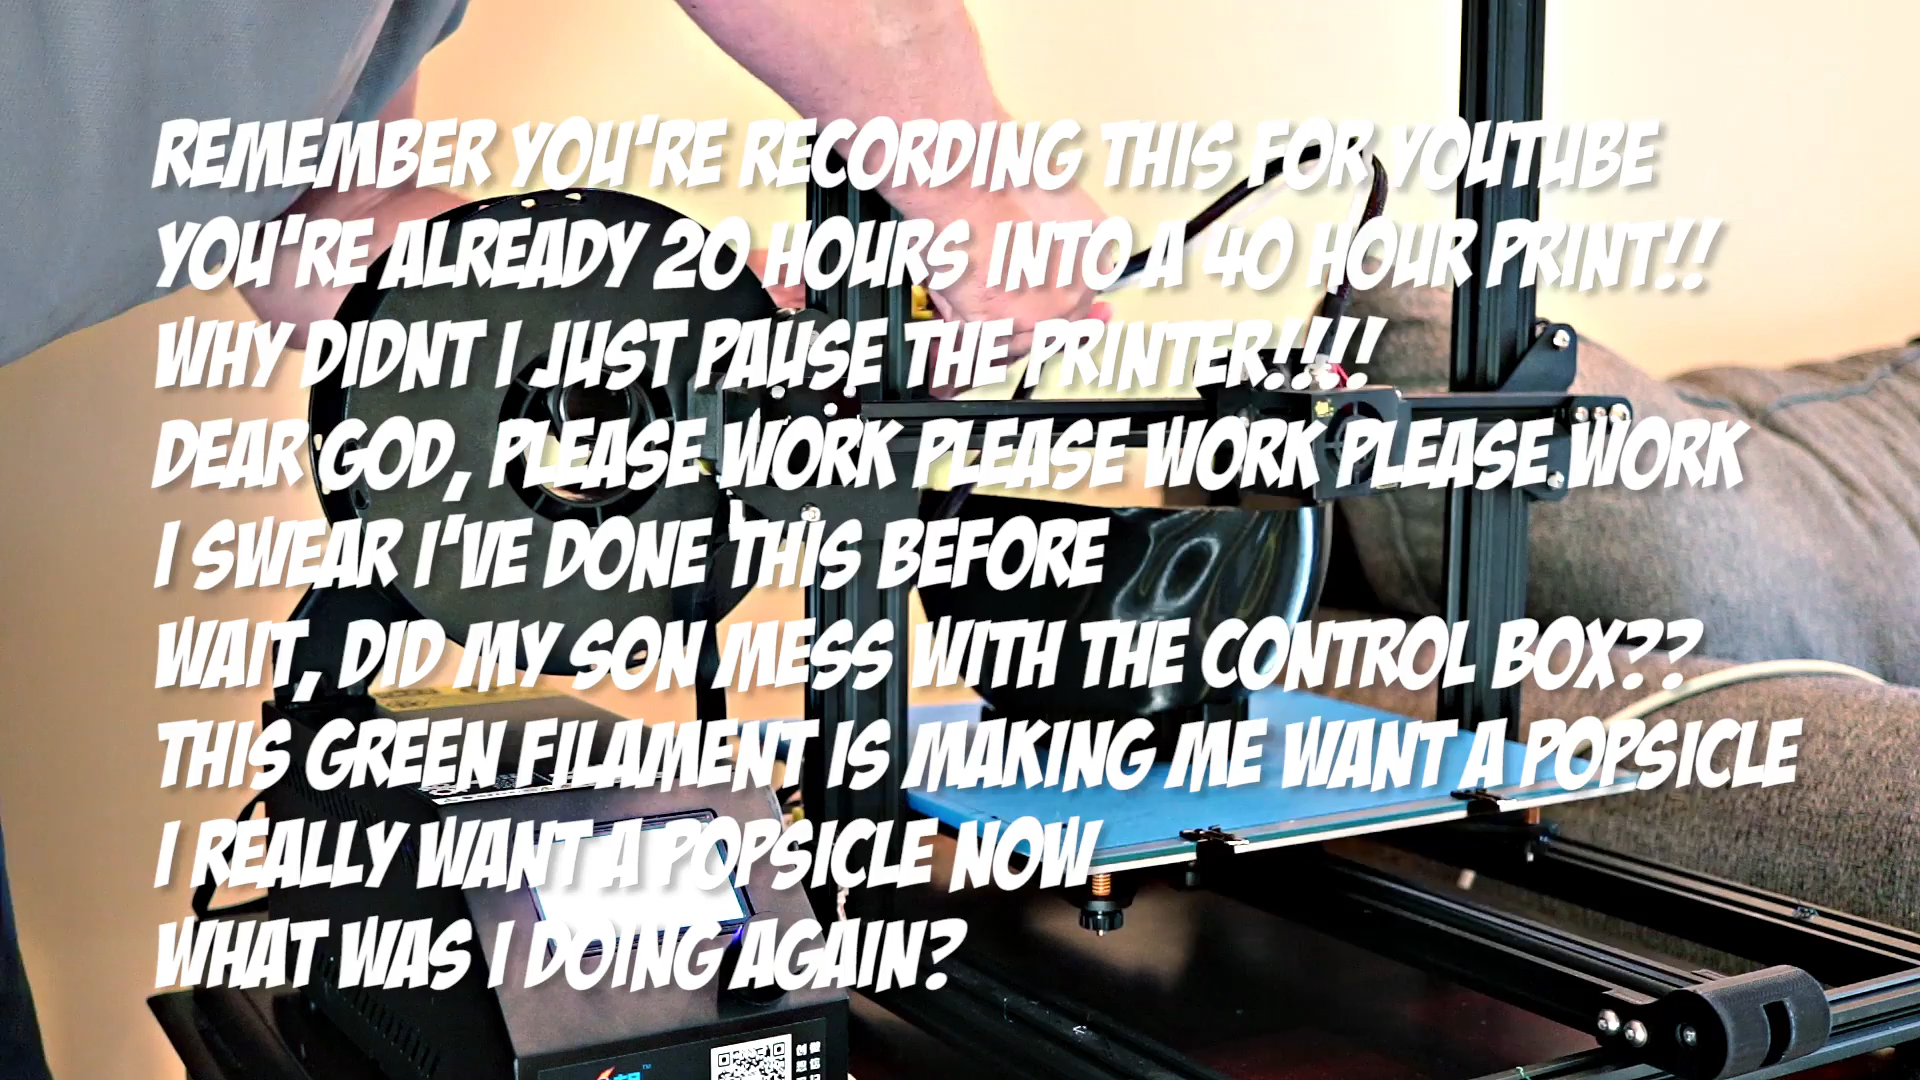 REMEMBER YOU'RE RECORDING THIS FOR YOUTUBE
YOU'RE ALREADY 20 HOURS INTO A 40 HOUR PRINT!!
WHY DIDNT I JUST PAUSE THE PRINTER!!!!
DEAR GOD, PLEASE WORK PLEASE WORK PLEASE WORK
I SWEAR I'VE DONE THIS BEFORE
WAIT, DID MY SON MESS WITH THE CONTROL BOX??
THIS GREEN FILAMENT IS MAKING ME WANT A POPSICLE
I REALLY WANT A POPSICLE NOW
WHAT WAS I DOING AGAIN?